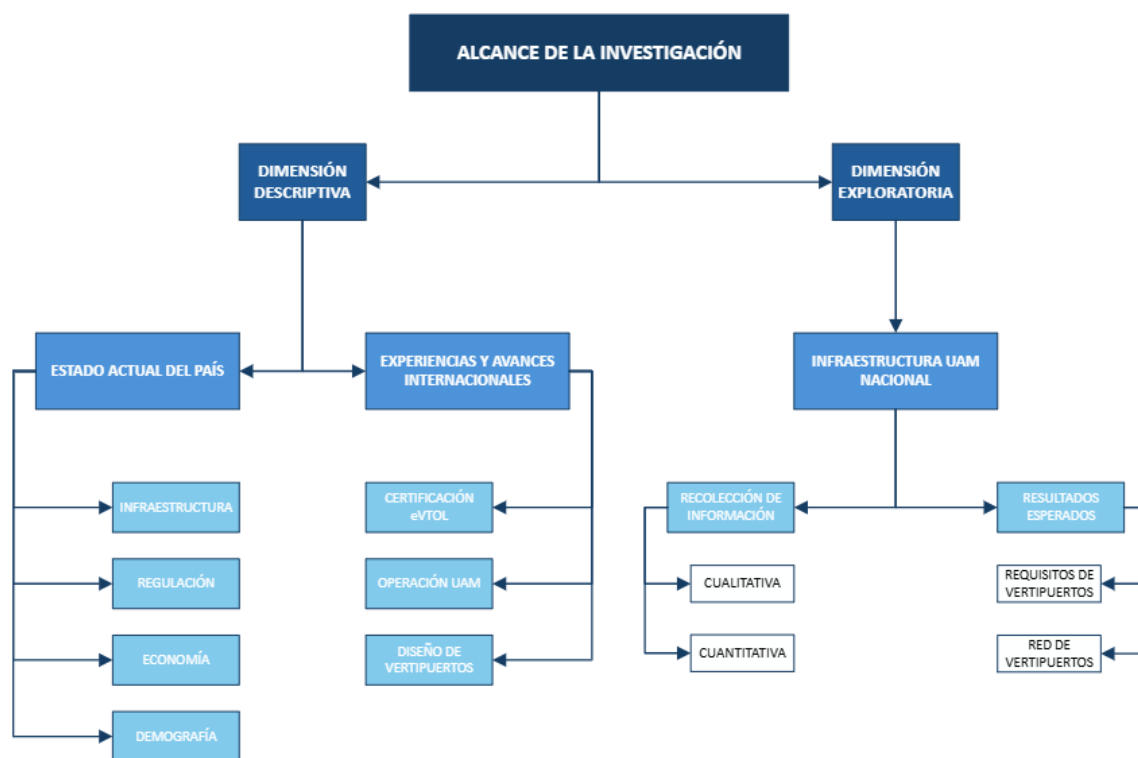 ALCANCE DE LA INVESTIGACIÓN
DIMENSIÓN
DESCRIPTIVA
DIMENSIÓN
EXPLORATORIA
ESTADO ACTUAL DEL PAÍS
EXPERIENCIAS Y AVANCES
INTERNACIONALES
INFRAESTRUCTURA UAM
NACIONAL
INFRAESTRUCTURA
REGULACIÓN
ECONOMÍA
DEMOGRAFÍA
CERTIFICACIÓN
eVTOL
OPERACIÓN UAM
DISEÑO DE
VERTIPUERTOS
RECOLECCIÓN DE
INFORMACIÓN
CUALITATIVA
CUANTITATIVA
RESULTADOS
ESPERADOS
REQUISITOS DE
VERTIPUERTOS
RED DE
VERTIPUERTOS